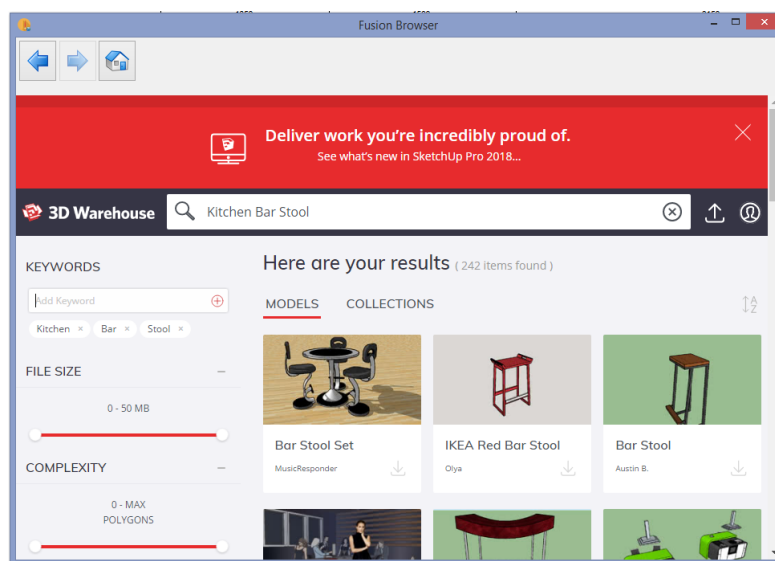 Fusion Browser
Deliver work you're incredibly proud of.
See what's new in SketchUp Pro 2018...
3D Warehouse
Kitchen Bar Stool
KEYWORDS
Add Keyword
Kitchen × Bar × Stool ×
FILE SIZE
0 - 50 MB
COMPLEXITY
0 - MAX
POLYGONS
Here are your results ( 242 items found )
MODELS COLLECTIONS
A
Z
Bar Stool Set
MusicResponder
IKEA Red Bar Stool
Olya
Bar Stool
Austin B.